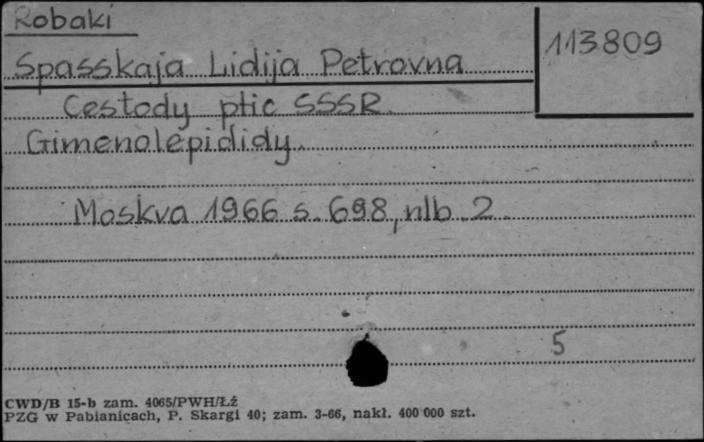 Robaki
113809
Spasskaja Lidija Petrovna
Cestody ptic SSSR.
Gimenolepididy.
Moskva 1966 s. 698, nlb. 2.
5
CWD/B 15-b zam. 4065/PWH/Łź
PZG w Pabianicach, P. Skargi 40; zam. 3-66, nakł. 400 000 szt.